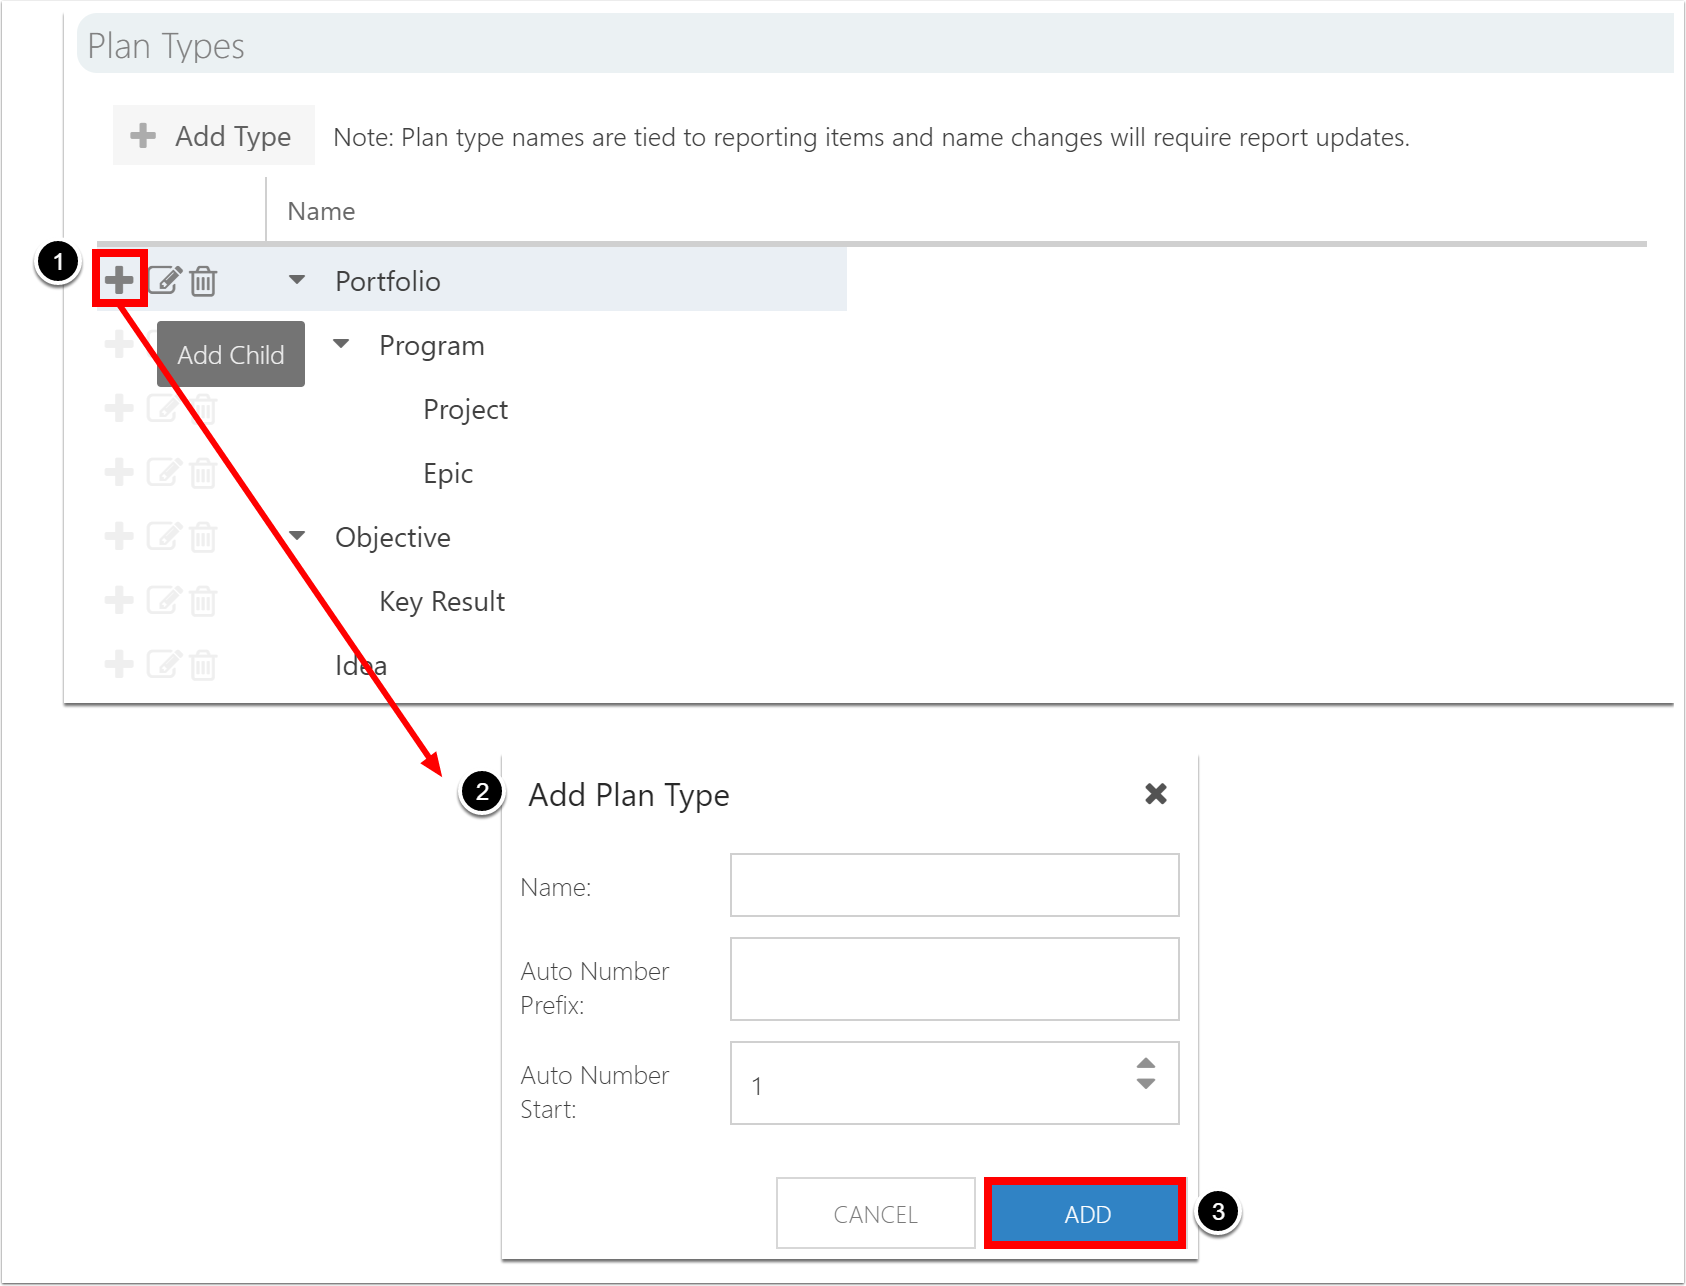 Plan Types
Add Type
Note: Plan type names are tied to reporting items and name changes will require report updates.
Name
1
Portfolio
Add Child
Program
Project
Epic
Objective
Key Result
Idea
2
Add Plan Type
Name:
Auto Number
Prefix:
Auto Number
Start:
1
CANCEL
ADD
3